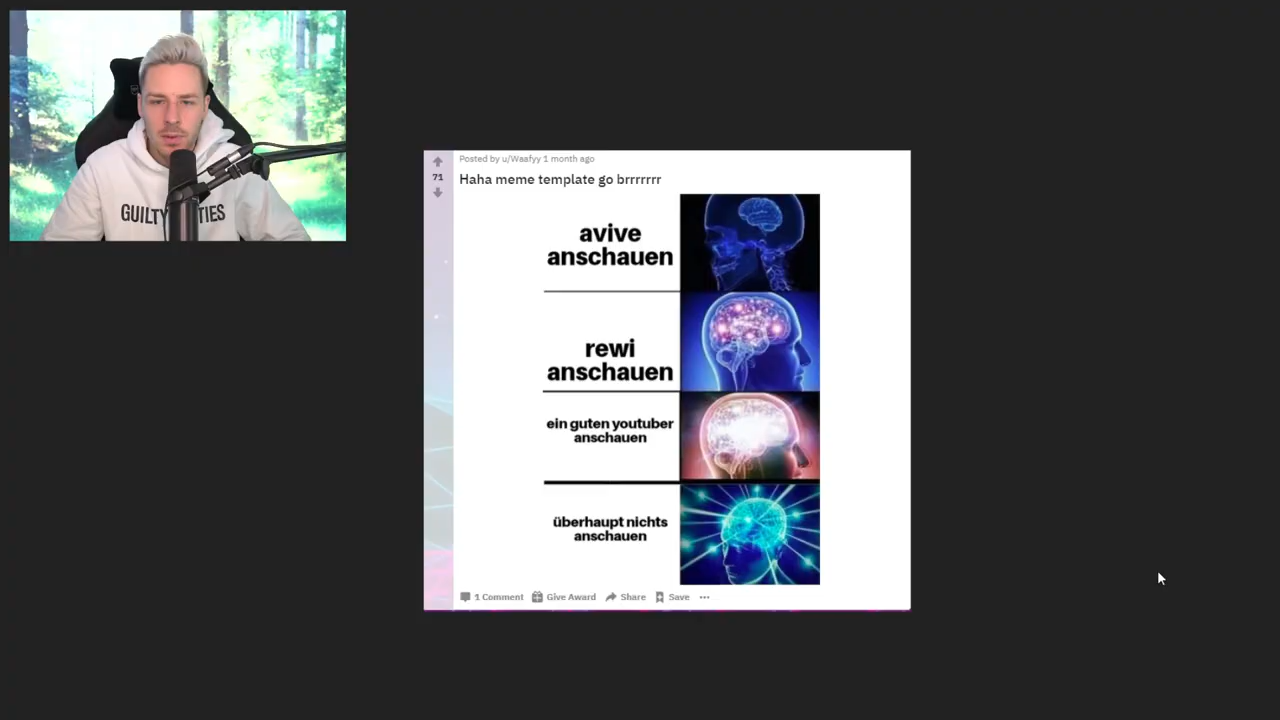 GUILTY TIES
Posted by u/Waafyy 1 month ago
71
Haha meme template go brrrrrrr
avive
anschauen
rewi
anschauen
ein guten youtuber
anschauen
überhaupt nichts
anschauen
1 Comment Give Award Share Save ...